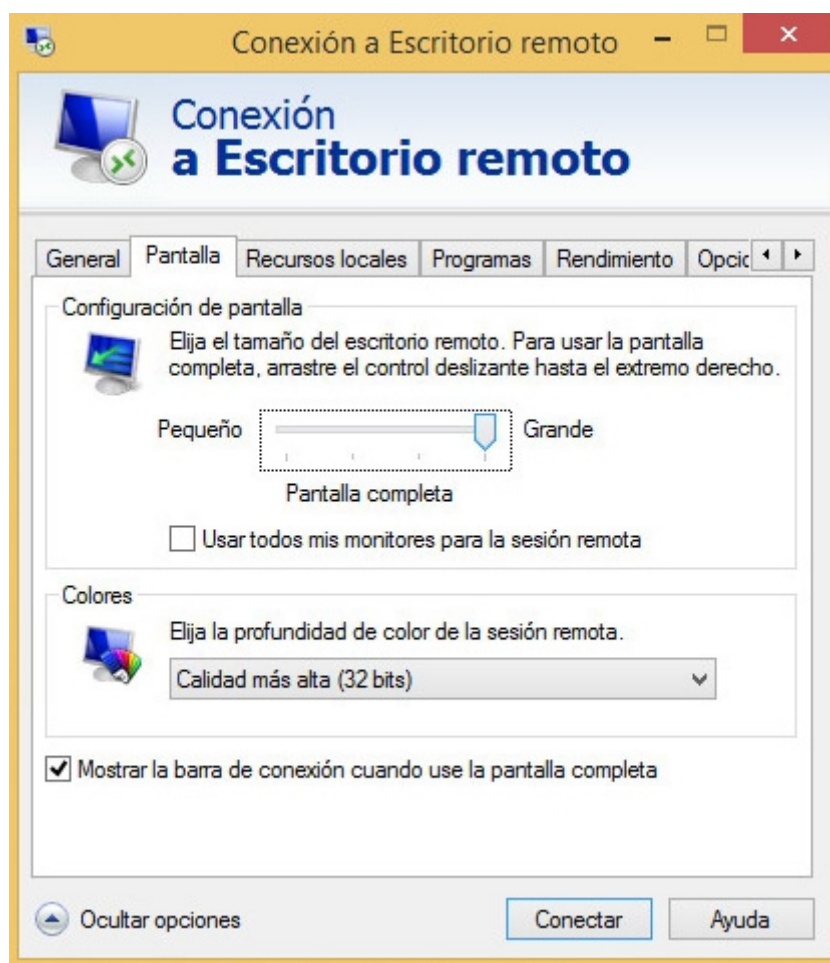 Conexión a Escritorio remoto
Conexión
a Escritorio remoto
General Pantalla Recursos locales Programas Rendimiento Opcic
Configuración de pantalla
Elija el tamaño del escritorio remoto. Para usar la pantalla
completa, arrastre el control deslizante hasta el extremo derecho.
Pequeño Grande
Pantalla completa
Usar todos mis monitores para la sesión remota
Colores
Elija la profundidad de color de la sesión remota.
Calidad más alta (32 bits)
Mostrar la barra de conexión cuando use la pantalla completa
Ocultar opciones Conectar Ayuda